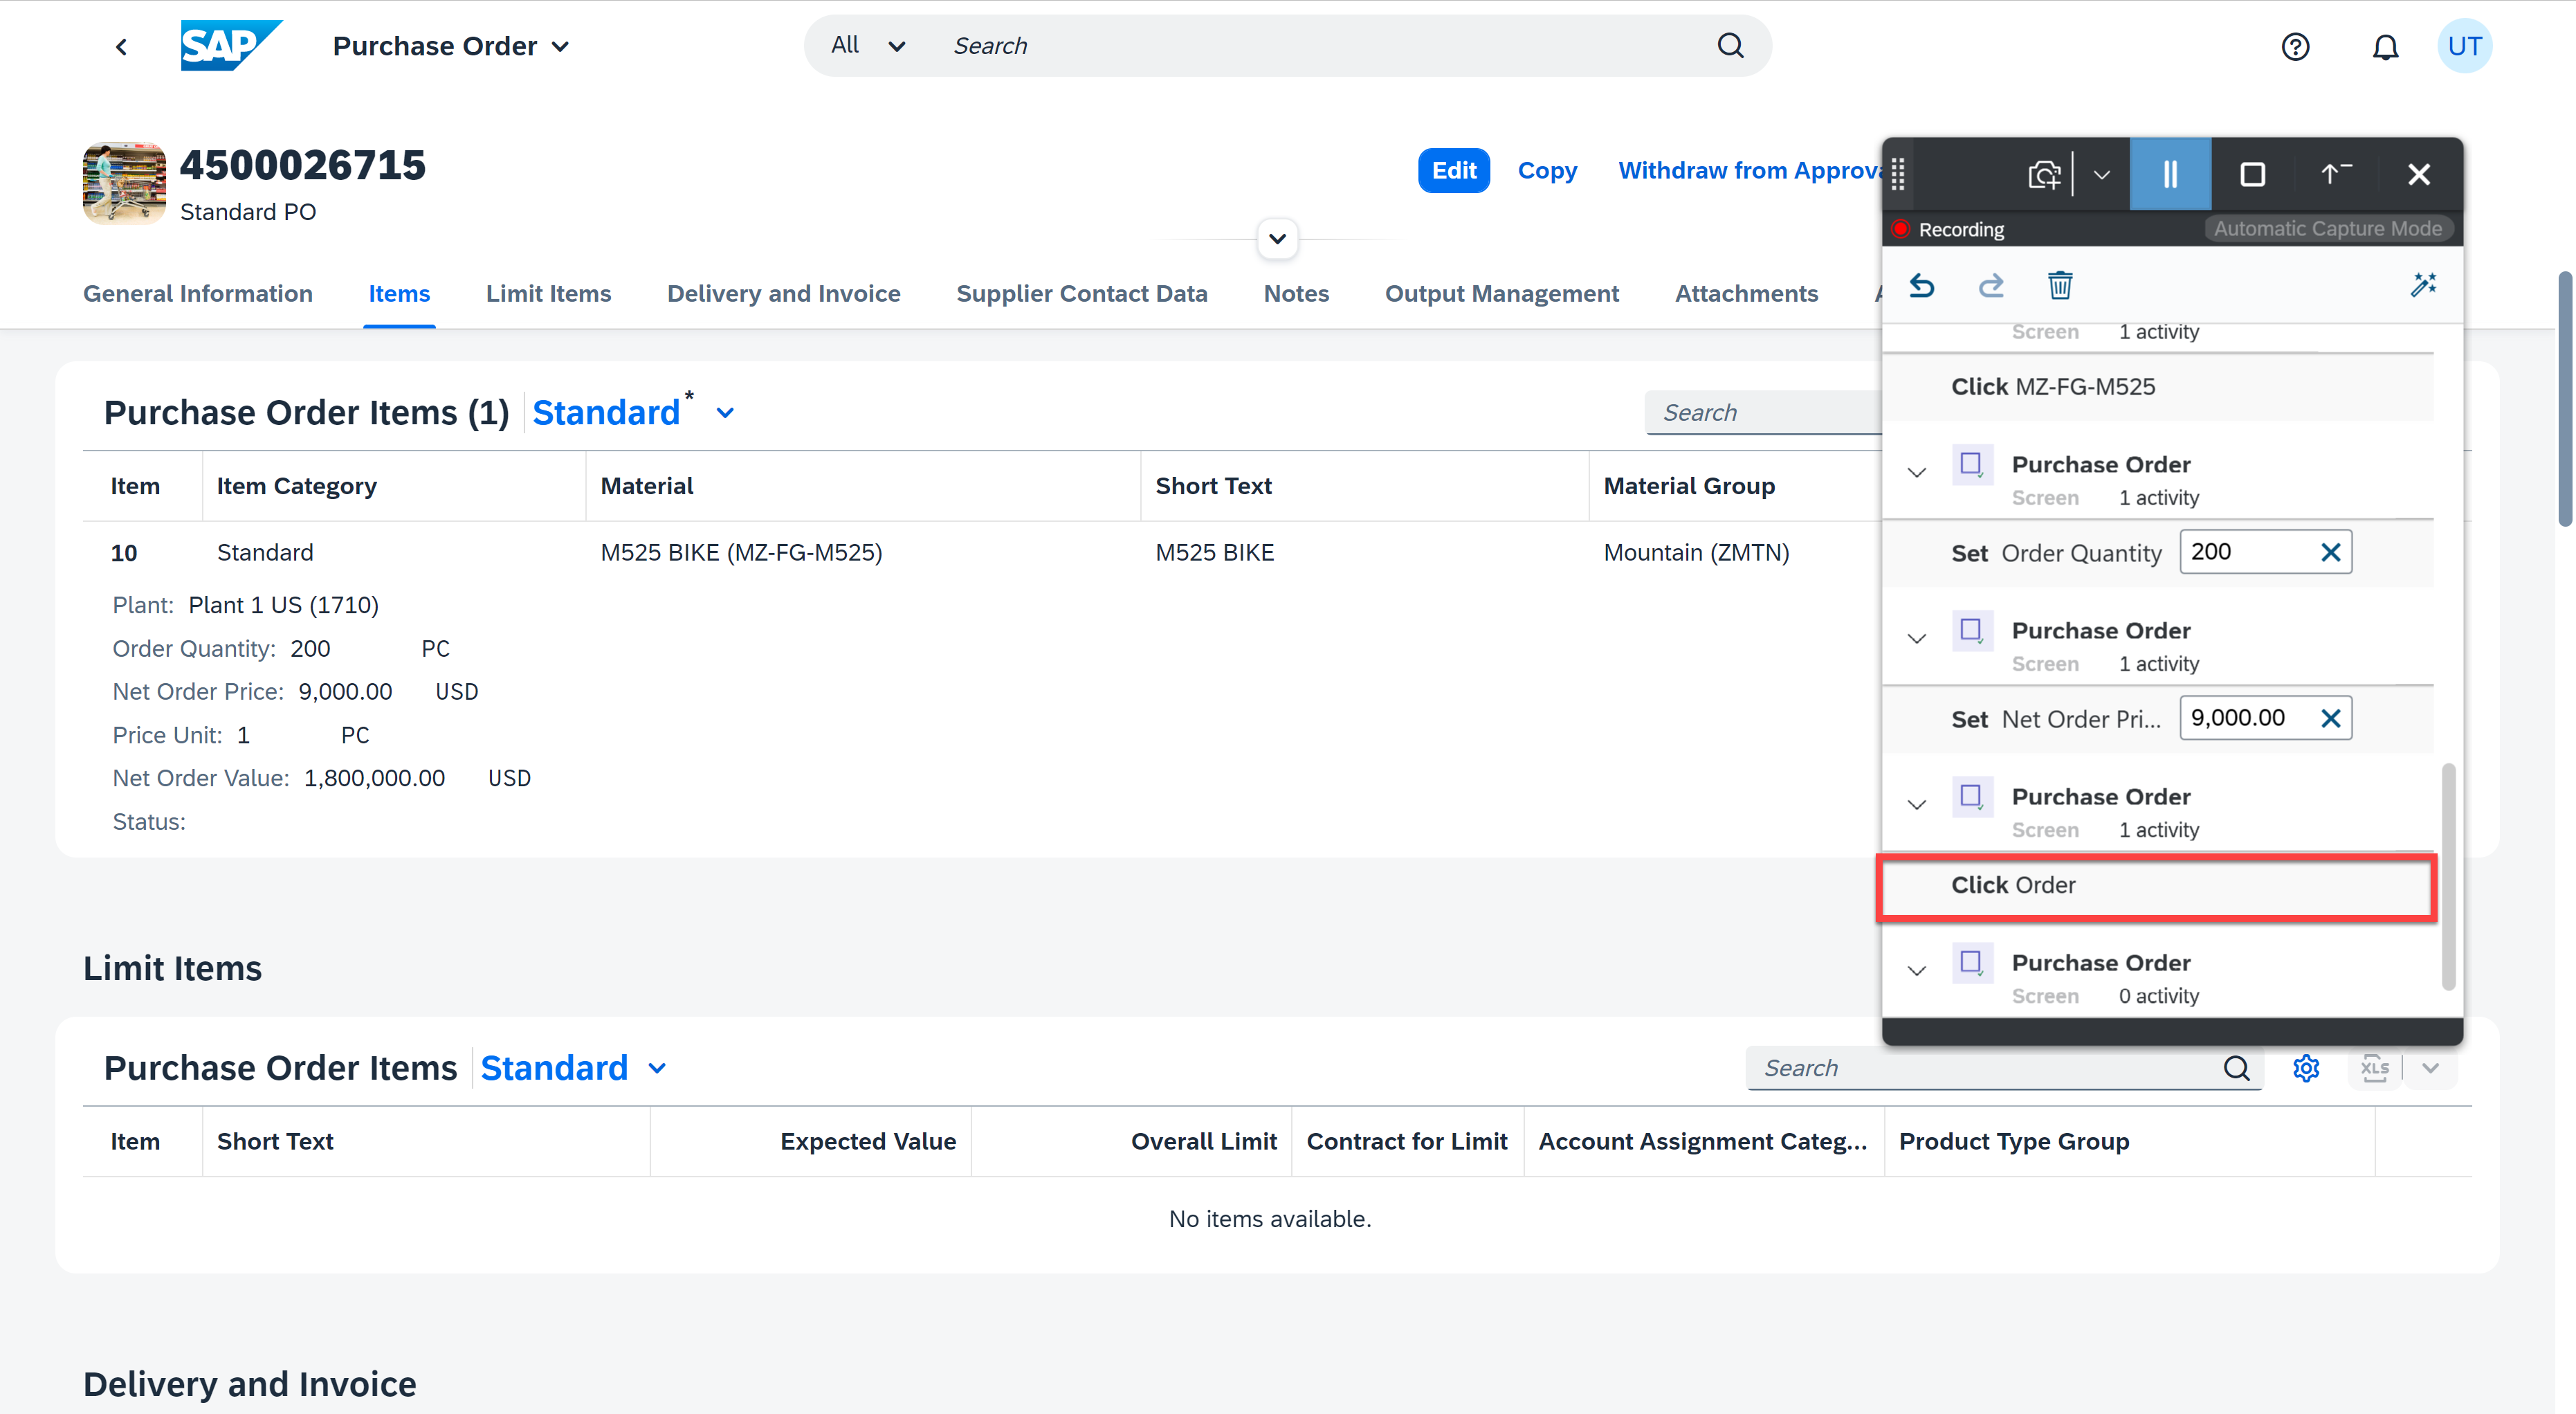 SAP Purchase Order All Search UT
4500026715
Standard PO
Edit Copy Withdraw from Approva
General Information Items Limit Items Delivery and Invoice Supplier Contact Data Notes Output Management Attachments
Purchase Order Items (1) Standard* Search
Item Item Category Material Short Text Material Group
10 Standard M525 BIKE (MZ-FG-M525) M525 BIKE Mountain (ZMTN)
Plant: Plant 1 US (1710)
Order Quantity: 200 PC
Net Order Price: 9,000.00 USD
Price Unit: 1 PC
Net Order Value: 1,800,000.00 USD
Status:
Recording Automatic Capture Mode
Screen 1 activity
Click MZ-FG-M525
Purchase Order
Screen 1 activity
Set Order Quantity 200
Purchase Order
Screen 1 activity
Set Net Order Pri... 9,000.00
Purchase Order
Screen 1 activity
Click Order
Purchase Order
Screen 0 activity
Limit Items
Purchase Order Items Standard Search XLS
Item Short Text Expected Value Overall Limit Contract for Limit Account Assignment Categ... Product Type Group
No items available.
Delivery and Invoice